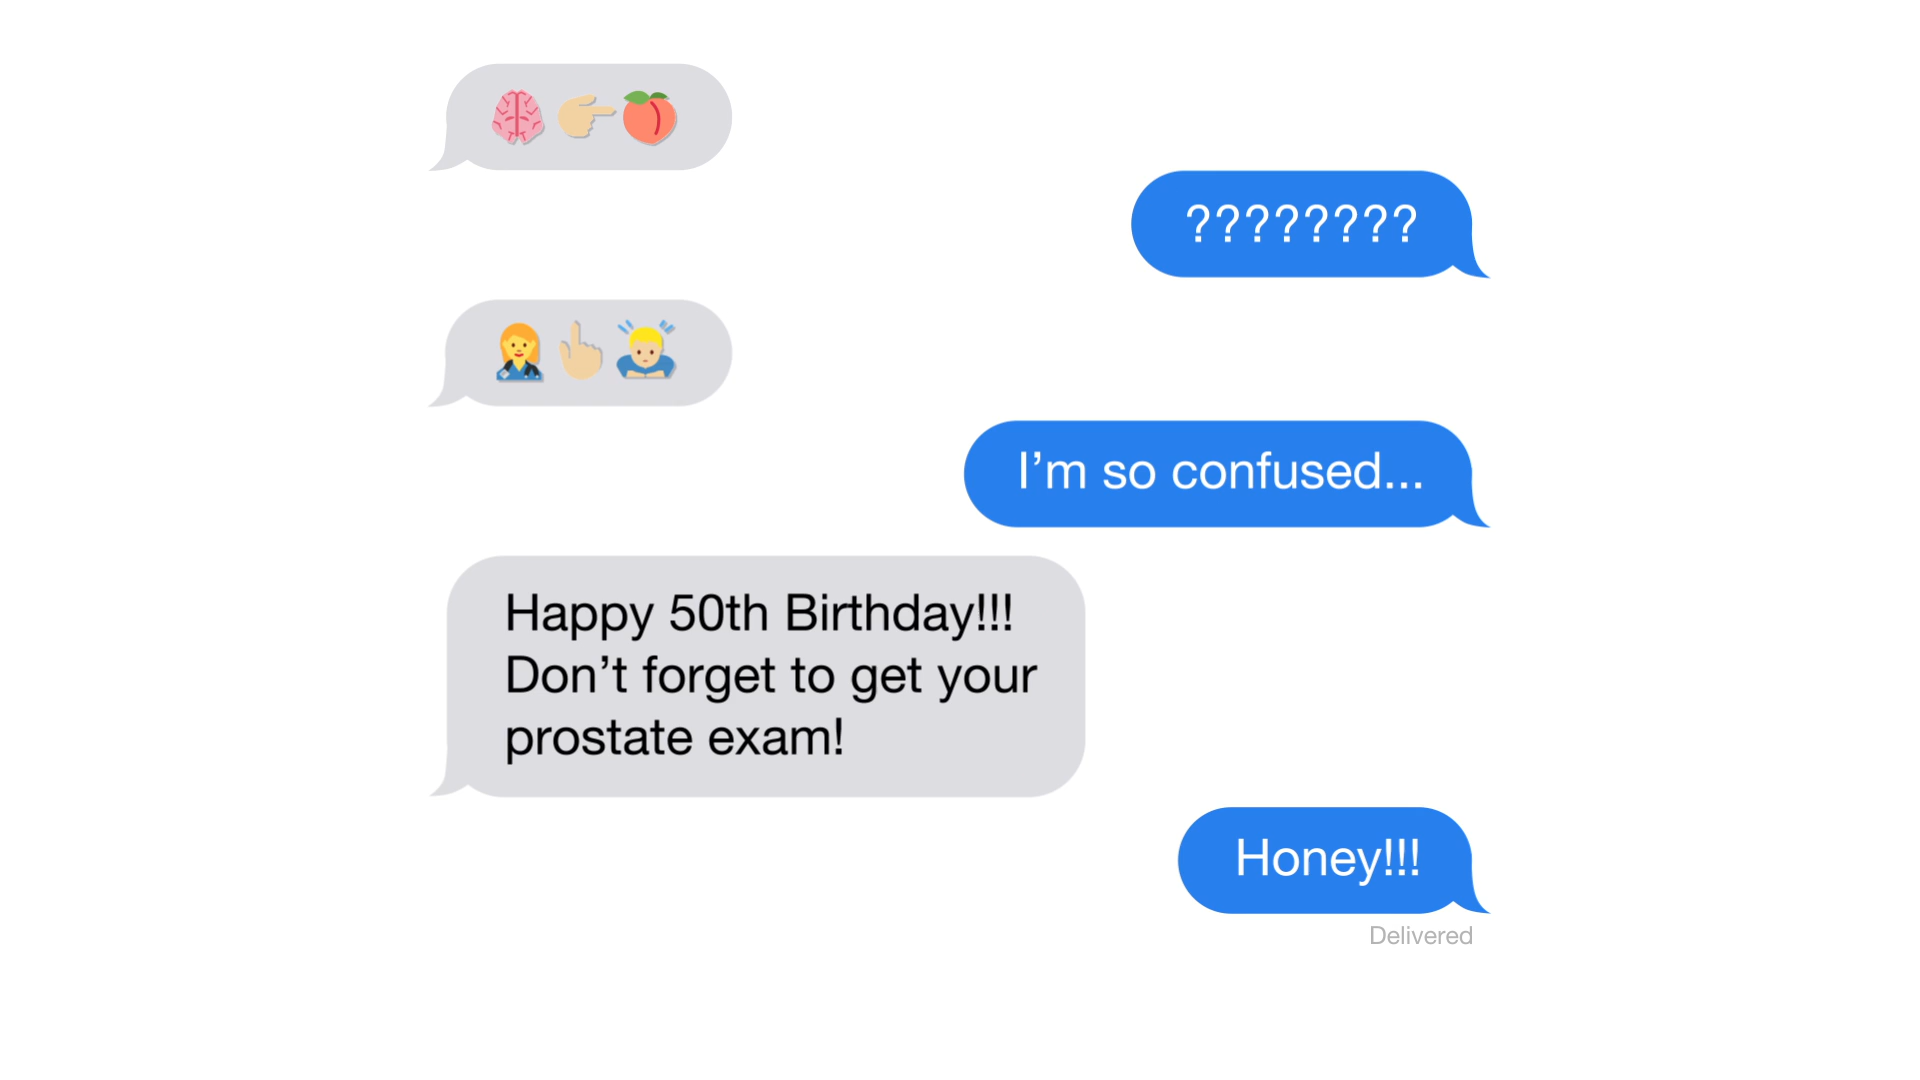 ????????
I’m so confused...
Happy 50th Birthday!!!
Don’t forget to get your
prostate exam!
Honey!!!
Delivered